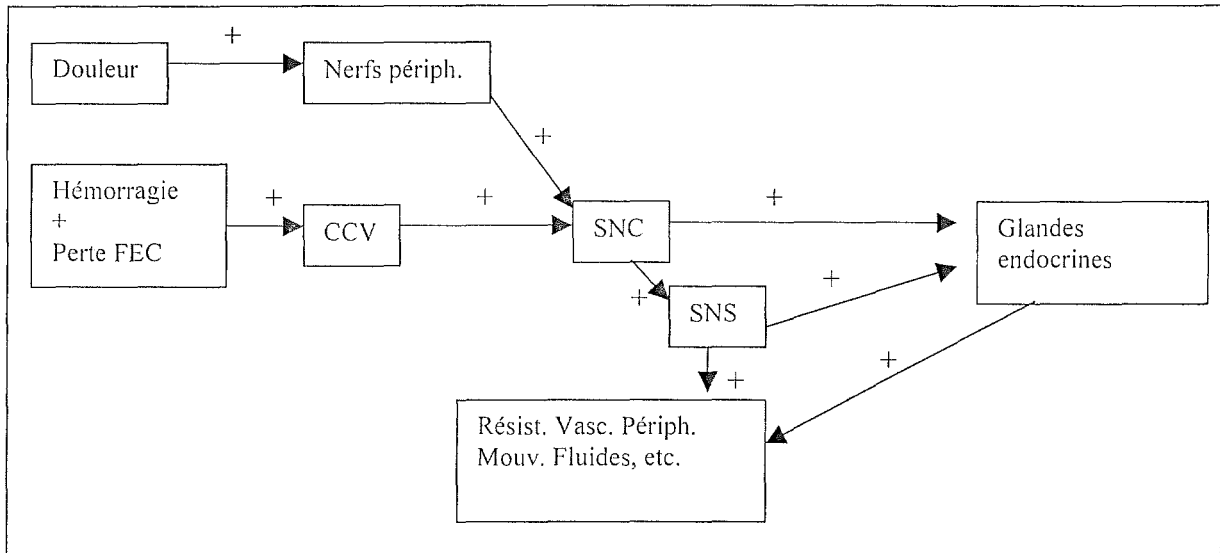 +
Douleur
Nerfs périph.
+
Hémorragie
+
Perte FEC
+
CCV
+
SNC
+
Glandes
endocrines
+
SNS
+
+
+
Résist. Vasc. Périph.
Mouv. Fluides, etc.